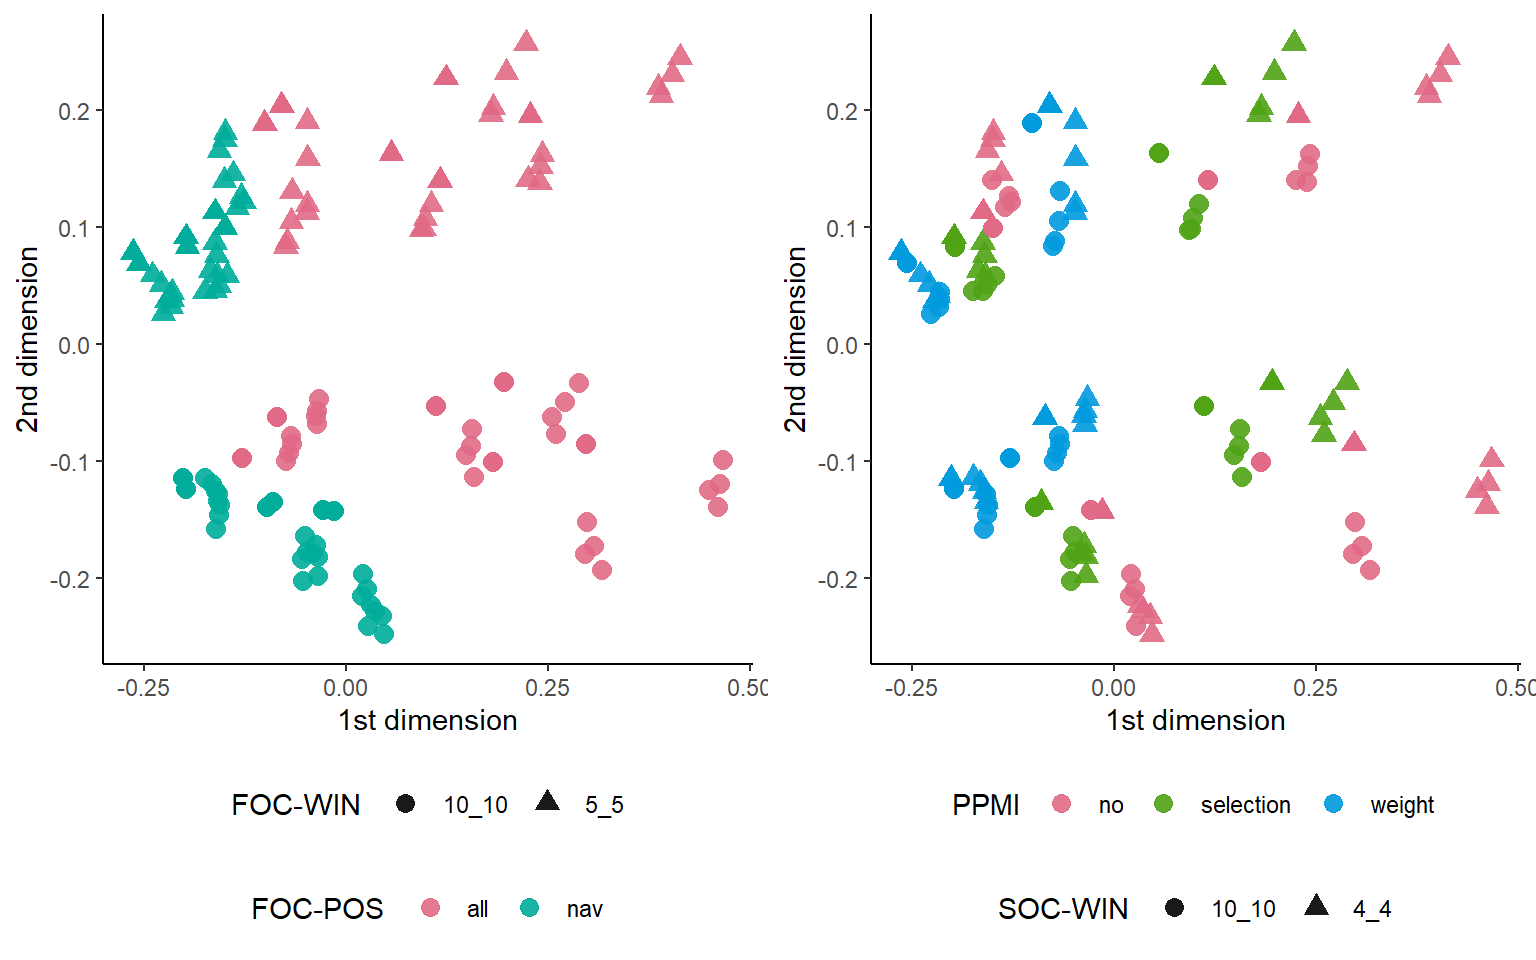 2nd dimension
0.2
0.1
0.0
-0.1
-0.2
-0.25 0.00 0.25 0.50
1st dimension
FOC-WIN 10_10 5_5
FOC-POS all nav
2nd dimension
0.2
0.1
0.0
-0.1
-0.2
-0.25 0.00 0.25 0.50
1st dimension
PPMI no selection weight
SOC-WIN 10_10 4_4